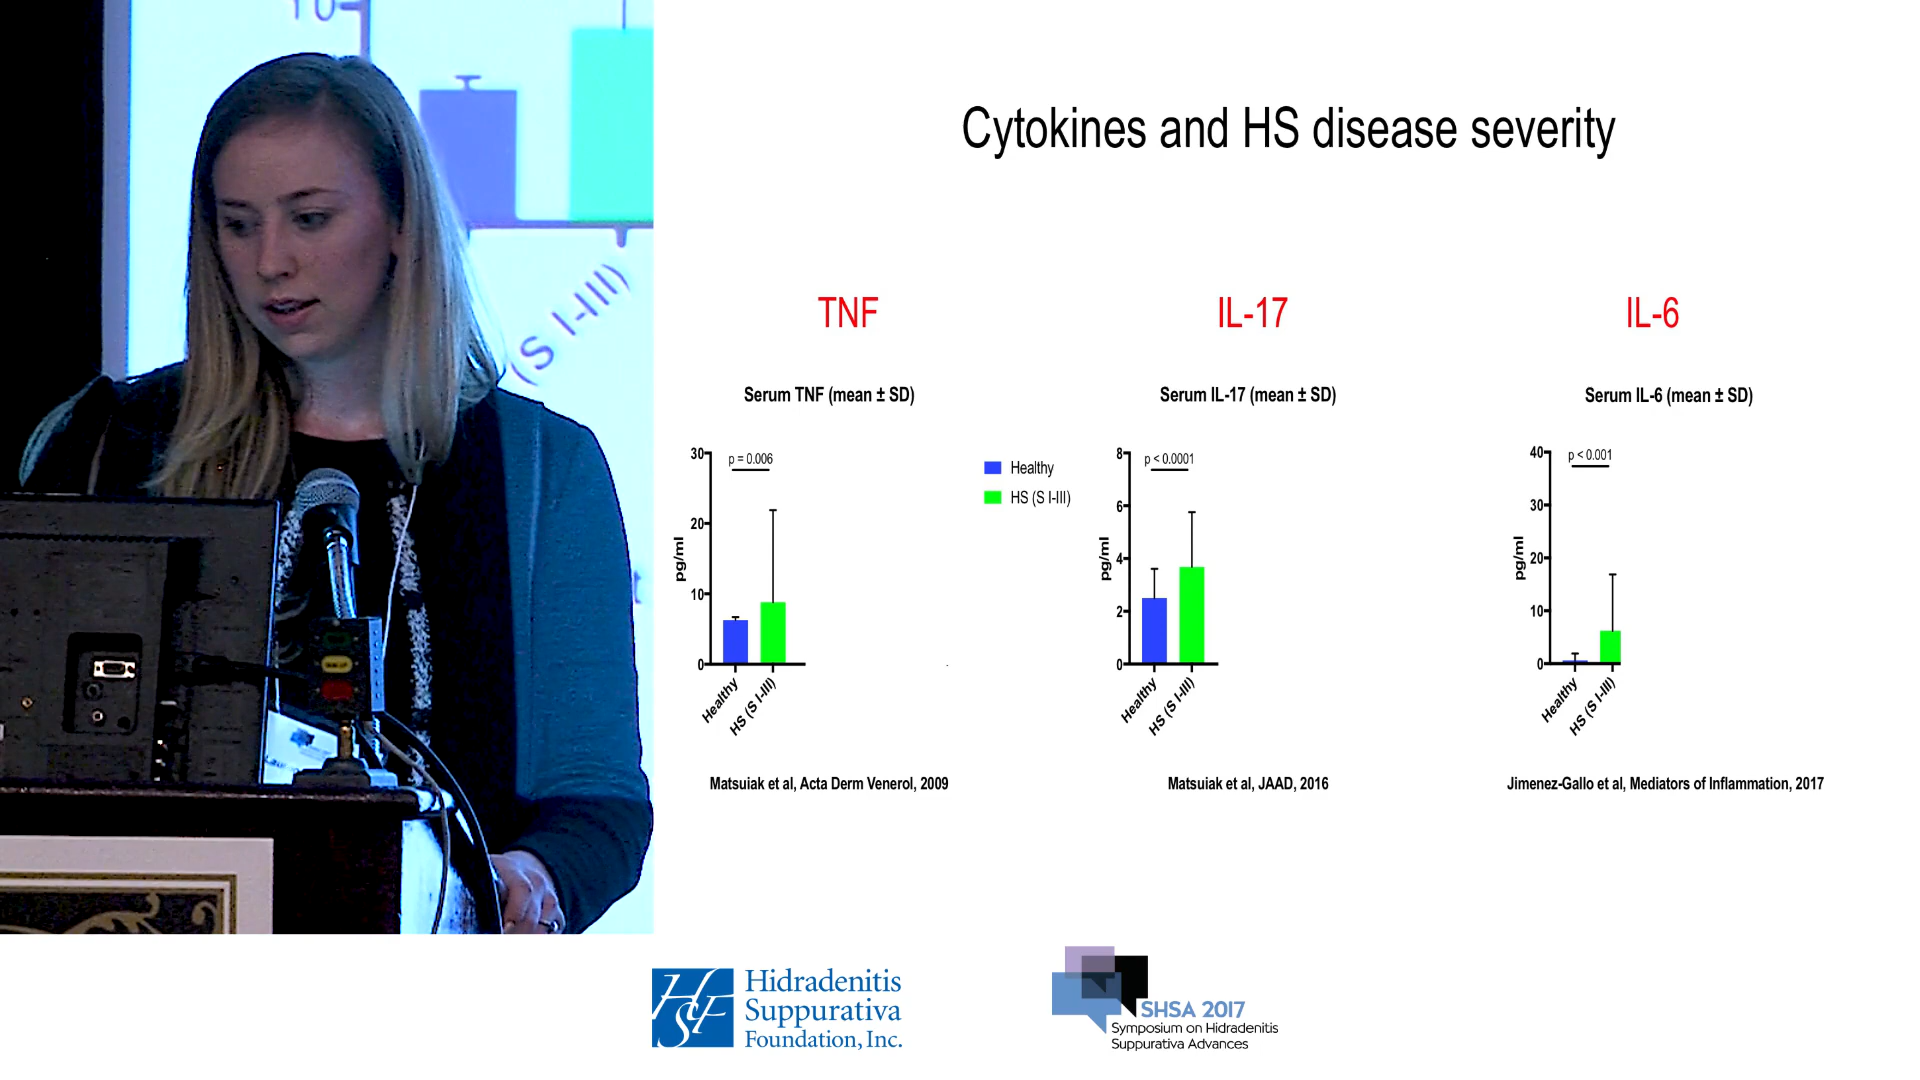 10
(S I-III)
Cytokines and HS disease severity
TNF
IL-17
IL-6
Serum TNF (mean ± SD)
Serum IL-17 (mean ± SD)
Serum IL-6 (mean ± SD)
30
20
10
0
pg/ml
p = 0.006
Healthy
HS (S I-III)
Healthy
HS (S I-III)
8
6
4
2
0
pg/ml
p < 0.0001
Healthy
HS (S I-III)
40
30
20
10
0
pg/ml
p < 0.001
Healthy
HS (S I-III)
Matsuiak et al, Acta Derm Venerol, 2009
Matsuiak et al, JAAD, 2016
Jimenez-Gallo et al, Mediators of Inflammation, 2017
HSF
Hidradenitis
Suppurativa
Foundation, Inc.
SHSA 2017
Symposium on Hidradenitis
Suppurativa Advances